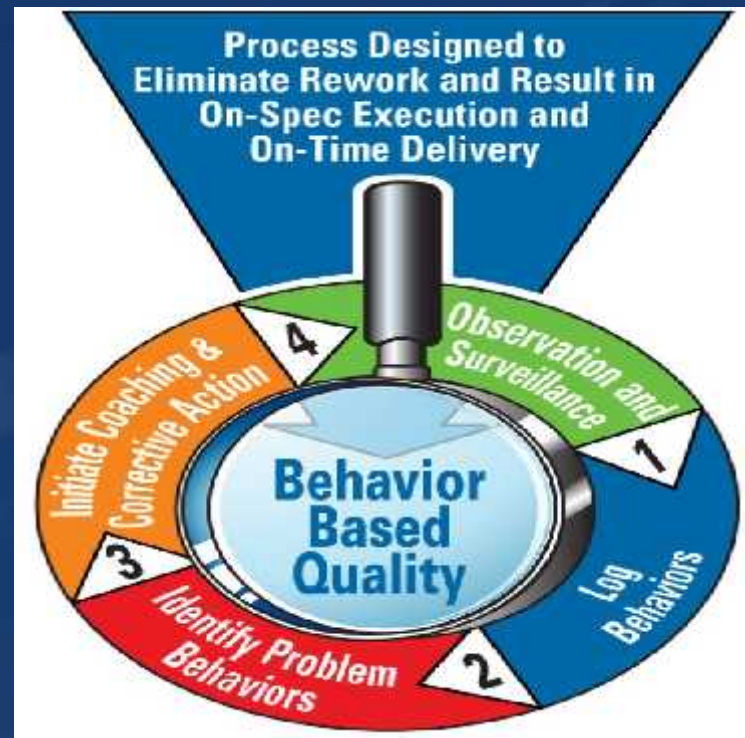 Process Designed to
Eliminate Rework and Result in
On-Spec Execution and
On-Time Delivery
Observation and
Surveillance
1
Log
Behaviors
2
Identify Problem
Behaviors
3
Initiate Coaching &
Corrective Action
4
Behavior
Based
Quality